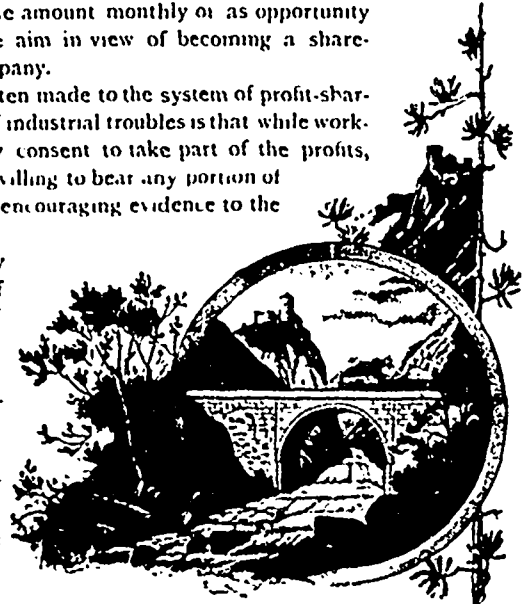 e amount monthly or as opportunity
e aim in view of becoming a share-
pany.
ten made to the system of profit-shar-
f industrial troubles is that while work-
y consent to take part of the profits,
villing to bear any portion of
encouraging evidence to the
y
f